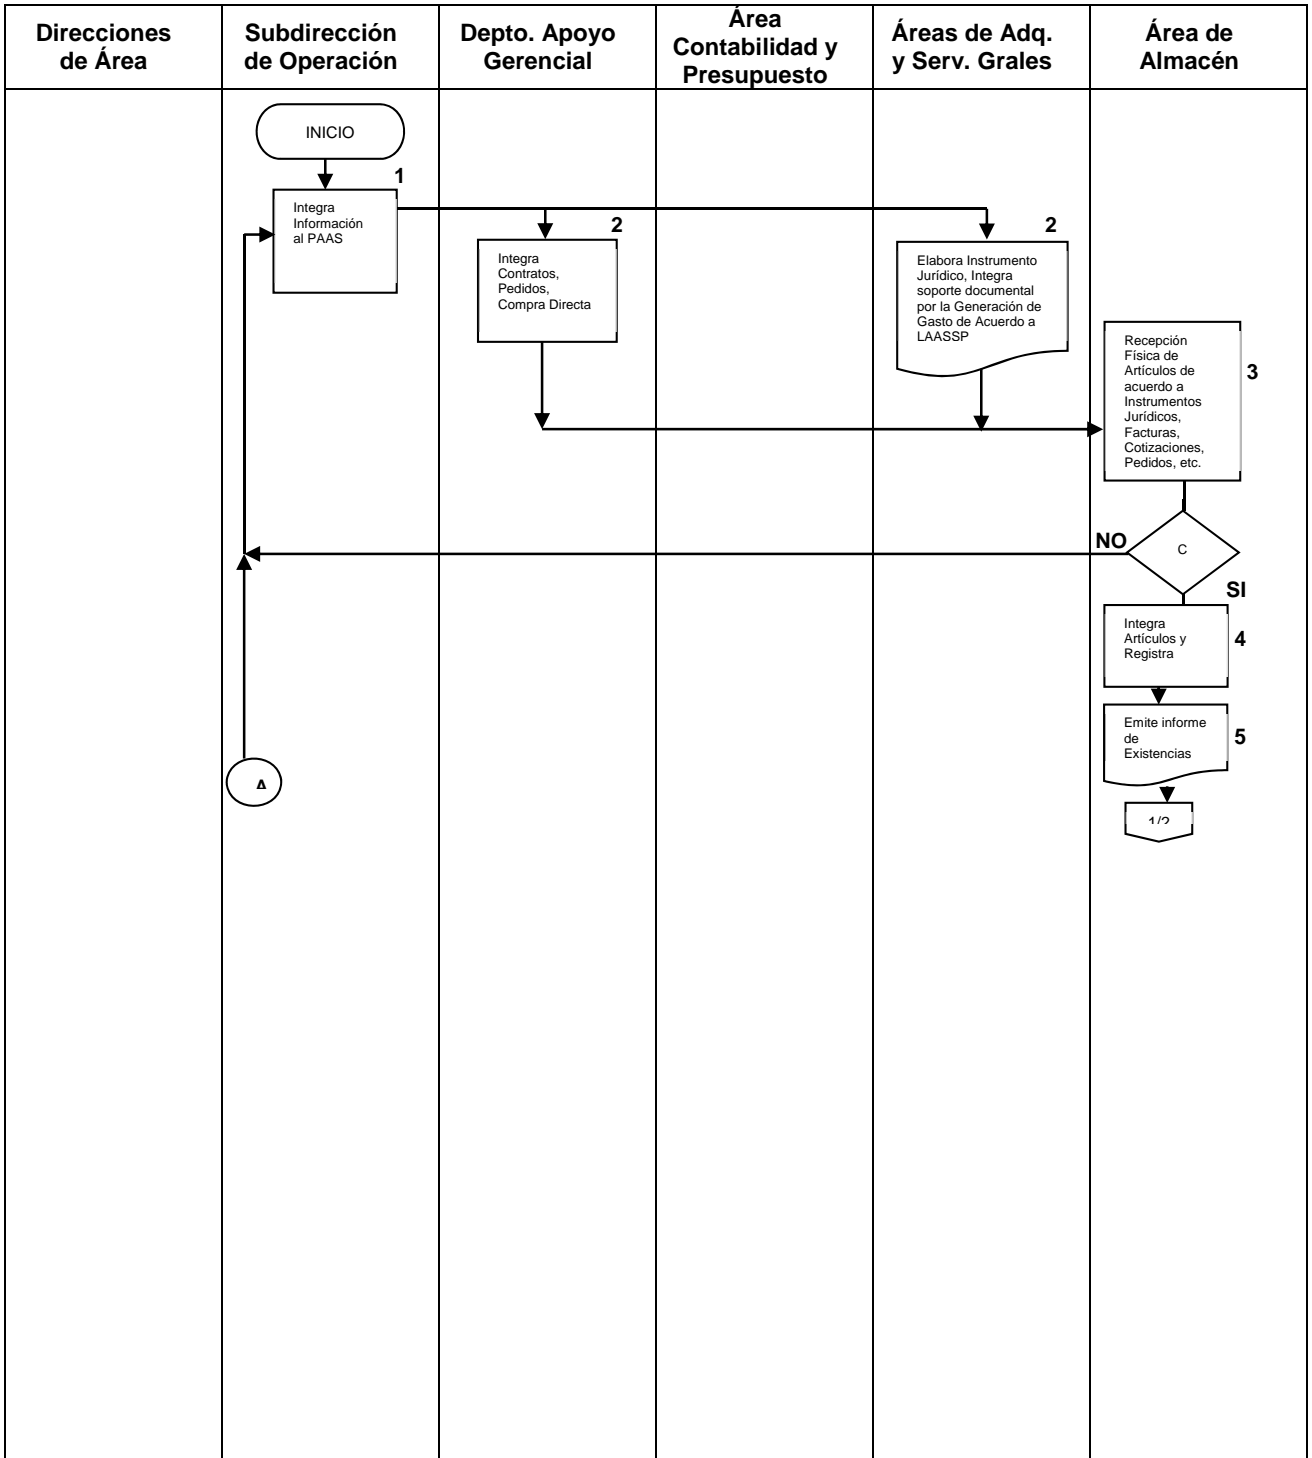 Direcciones
de Área
Subdirección
de Operación
Depto. Apoyo
Gerencial
Área
Contabilidad y
Presupuesto
Áreas de Adq.
y Serv. Grales
Área de
Almacén
INICIO
1
Integra
Información
al PAAS
2
Integra
Contratos,
Pedidos,
Compra Directa
2
Elabora Instrumento
Jurídico, Integra
soporte documental
por la Generación de
Gasto de Acuerdo a
LAASSP
Recepción
Física de
Artículos de
acuerdo a
Instrumentos
Jurídicos,
Facturas,
Cotizaciones,
Pedidos, etc.
3
NO
C
SI
Integra
Artículos y
Registra
4
Emite informe
de
Existencias
5
A
1/2